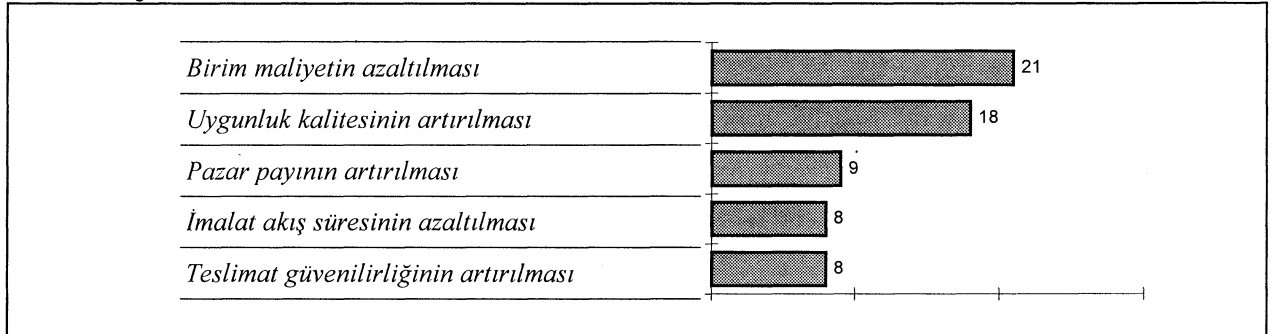 Birim maliyetin azaltılması 21
Uygunluk kalitesinin artırılması 18
Pazar payının artırılması 9
İmalat akış süresinin azaltılması 8
Teslimat güvenilirliğinin artırılması 8